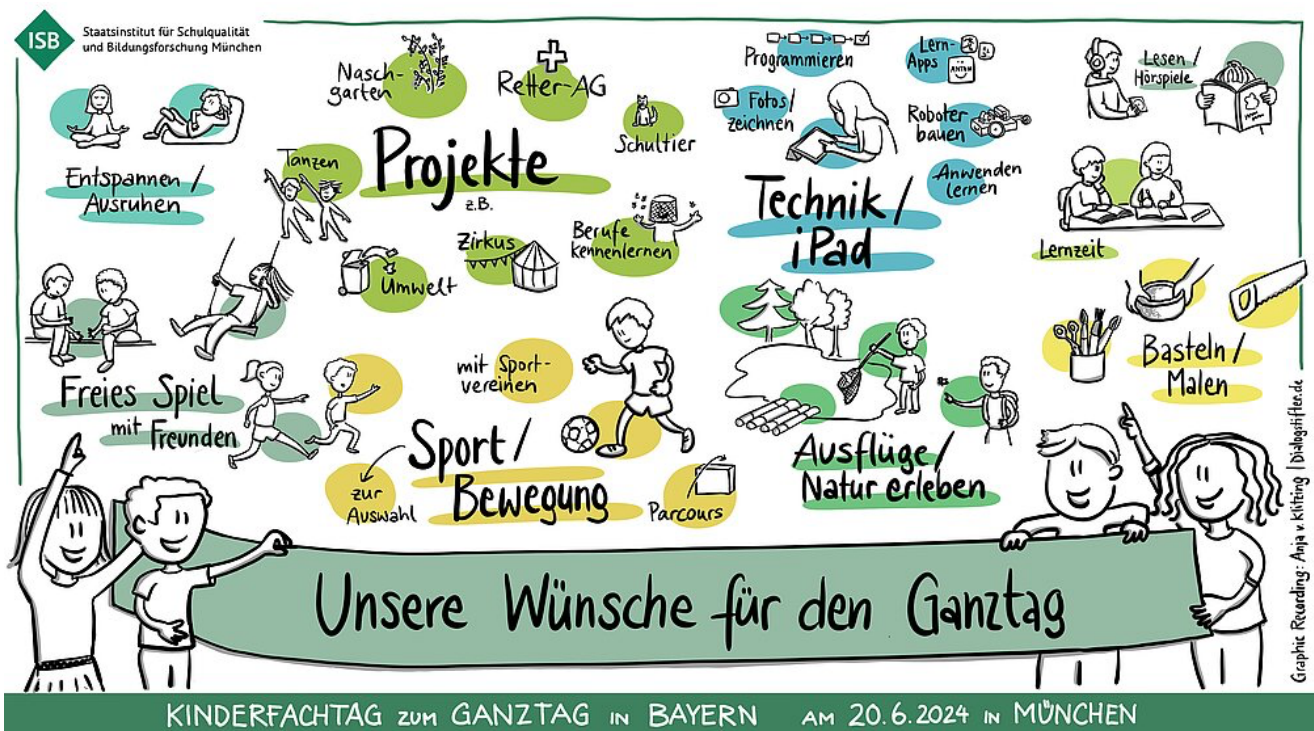 ISB
Staatsinstitut für Schulqualität
und Bildungsforschung München
Entspannen /
Ausruhen
Nasch-
garten
Retter-AG
Schultier
Tanzen
Projekte
z.B.
Umwelt
Zirkus
Berufe
kennenlernen
Programmieren
Lern-
Apps
ANTON
Fotos/
zeichnen
Roboter
bauen
Anwenden
lernen
Technik /
iPad
Lesen /
Hörspiele
Lernzeit
Basteln /
Malen
Freies Spiel
mit Freunden
mit Sport-
vereinen
Sport /
Bewegung
zur
Auswahl
Parcours
Ausflüge /
Natur erleben
Unsere Wünsche für den Ganztag
Graphic Recording: Anja v. Klitzing | Dialogstifter.de
KINDERFACHTAG ZUM GANZTAG IN BAYERN AM 20.6.2024 IN MÜNCHEN